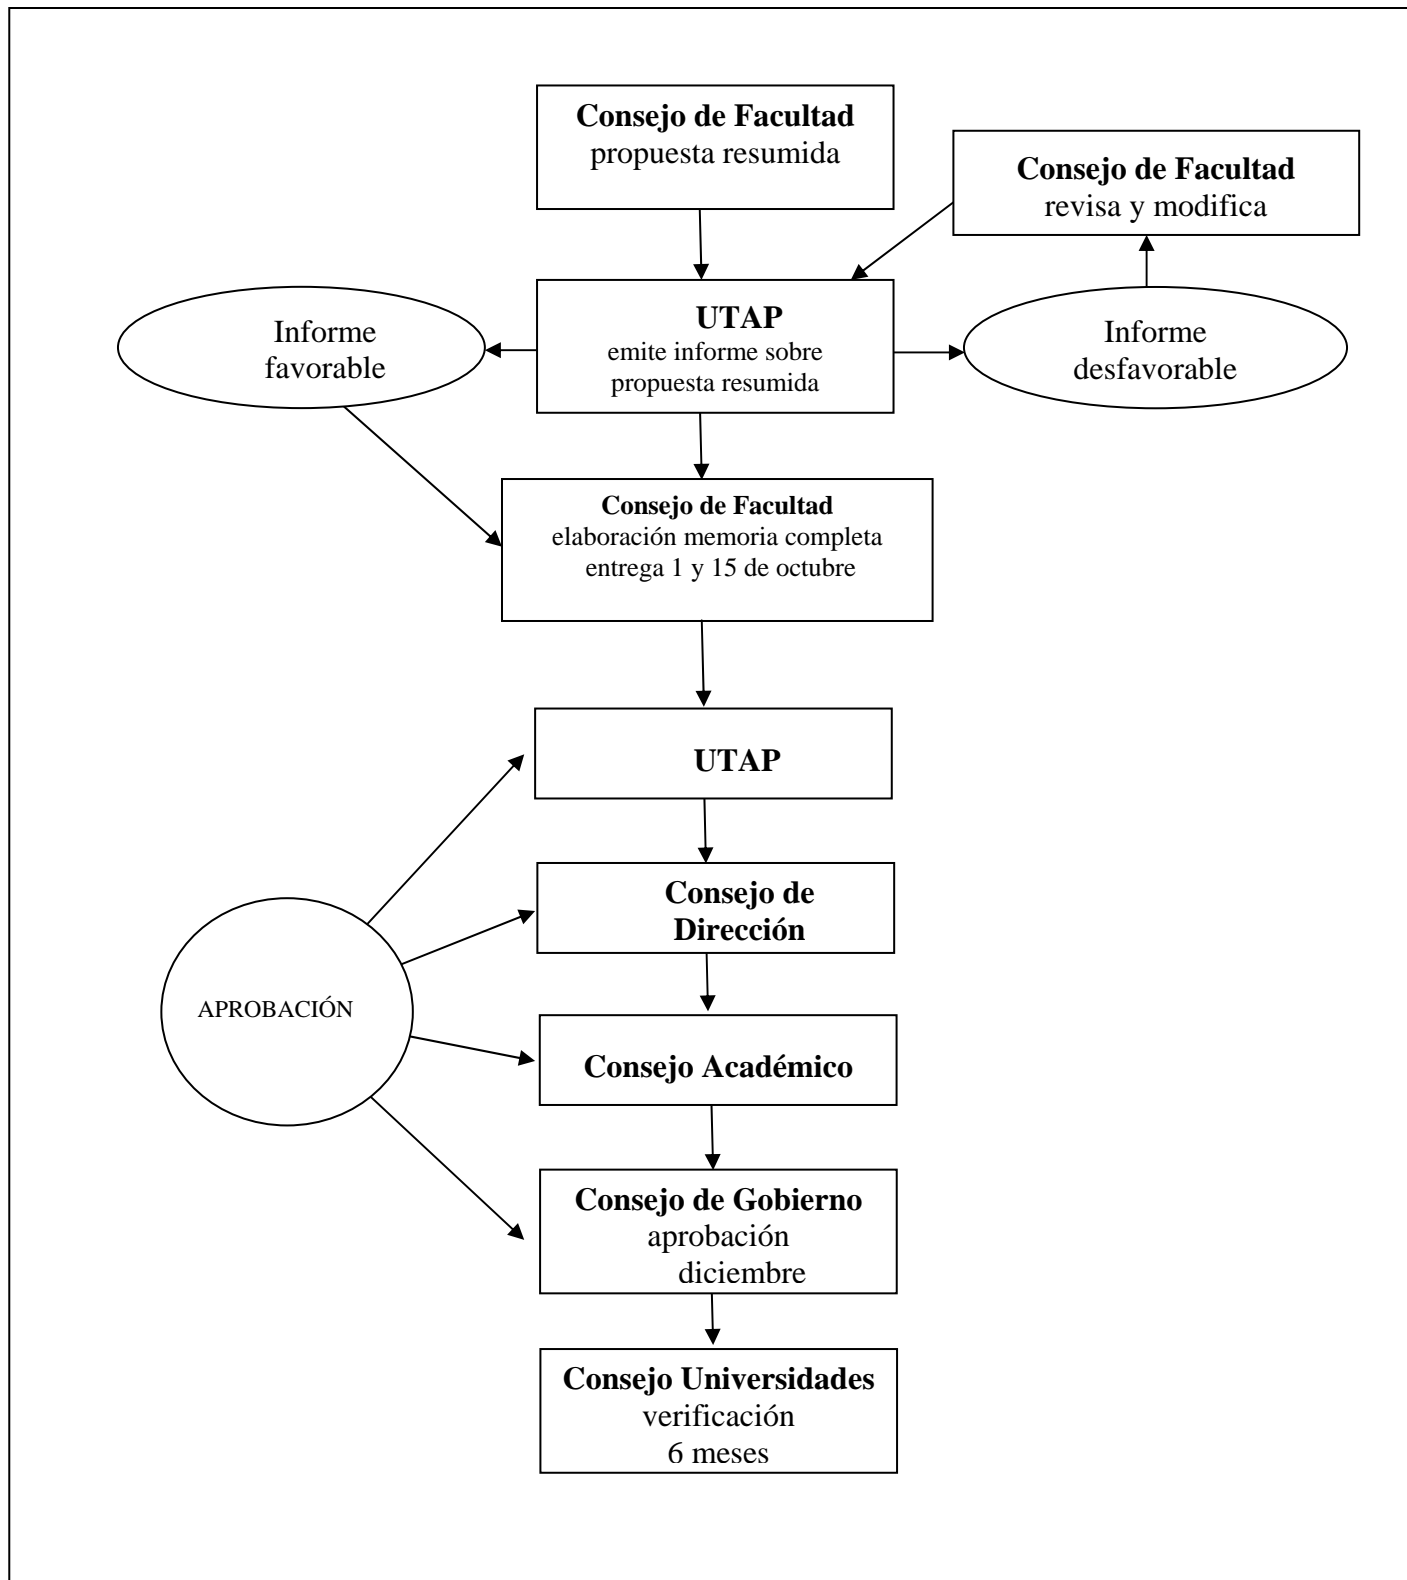 Consejo de Facultad
propuesta resumida
Consejo de Facultad
revisa y modifica
Informe
favorable
UTAP
emite informe sobre
propuesta resumida
Informe
desfavorable
Consejo de Facultad
elaboración memoria completa
entrega 1 y 15 de octubre
UTAP
Consejo de
Dirección
APROBACIÓN
Consejo Académico
Consejo de Gobierno
aprobación
diciembre
Consejo Universidades
verificación
6 meses